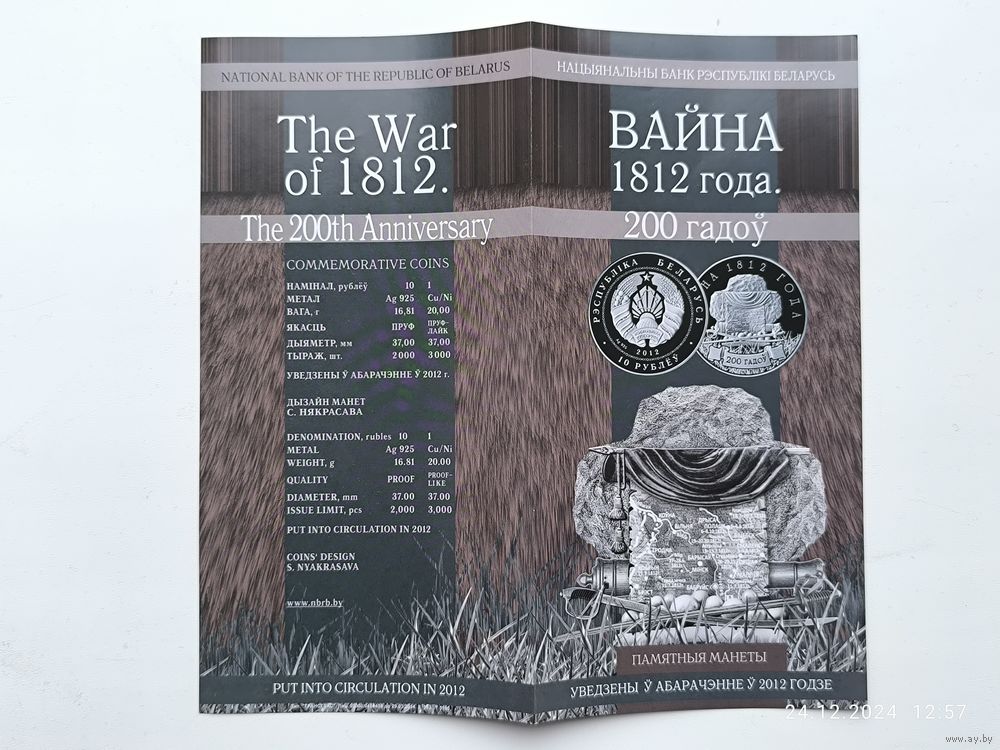 NATIONAL BANK OF THE REPUBLIC OF BELARUS
The War
of 1812.
The 200th Anniversary
COMMEMORATIVE COINS
НАМІНАЛ, рублёў 10 1
МЕТАЛ Ag 925 Cu/Ni
ВАГА, г 16,81 20,00
ЯКАСЦЬ ПРУФ ПРУФ-ЛАЙК
ДЫЯМЕТР, мм 37,00 37,00
ТЫРАЖ, шт. 2 000 3 000
УВЕДЗЕНЫ Ў АБАРАЧЭННЕ Ў 2012 г.
ДЫЗАЙН МАНЕТ
С. НЯКРАСАВА
DENOMINATION, rubles 10 1
METAL Ag 925 Cu/Ni
WEIGHT, g 16.81 20.00
QUALITY PROOF PROOF-LIKE
DIAMETER, mm 37.00 37.00
ISSUE LIMIT, pcs 2,000 3,000
PUT INTO CIRCULATION IN 2012
COINS' DESIGN
S. NYAKRASAVA
www.nbrb.by
PUT INTO CIRCULATION IN 2012
НАЦЫЯНАЛЬНЫ БАНК РЭСПУБЛІКІ БЕЛАРУСЬ
ВАЙНА
1812 года.
200 гадоў
РЭСПУБЛІКА БЕЛАРУСЬ
2012
10 РУБЛЁЎ
НА 1812 ГОДА
200 ГАДОЎ
ПАМЯТНЫЯ МАНЕТЫ
УВЕДЗЕНЫ Ў АБАРАЧЭННЕ Ў 2012 ГОДЗЕ
24.12.2024 12:57
www.ay.by